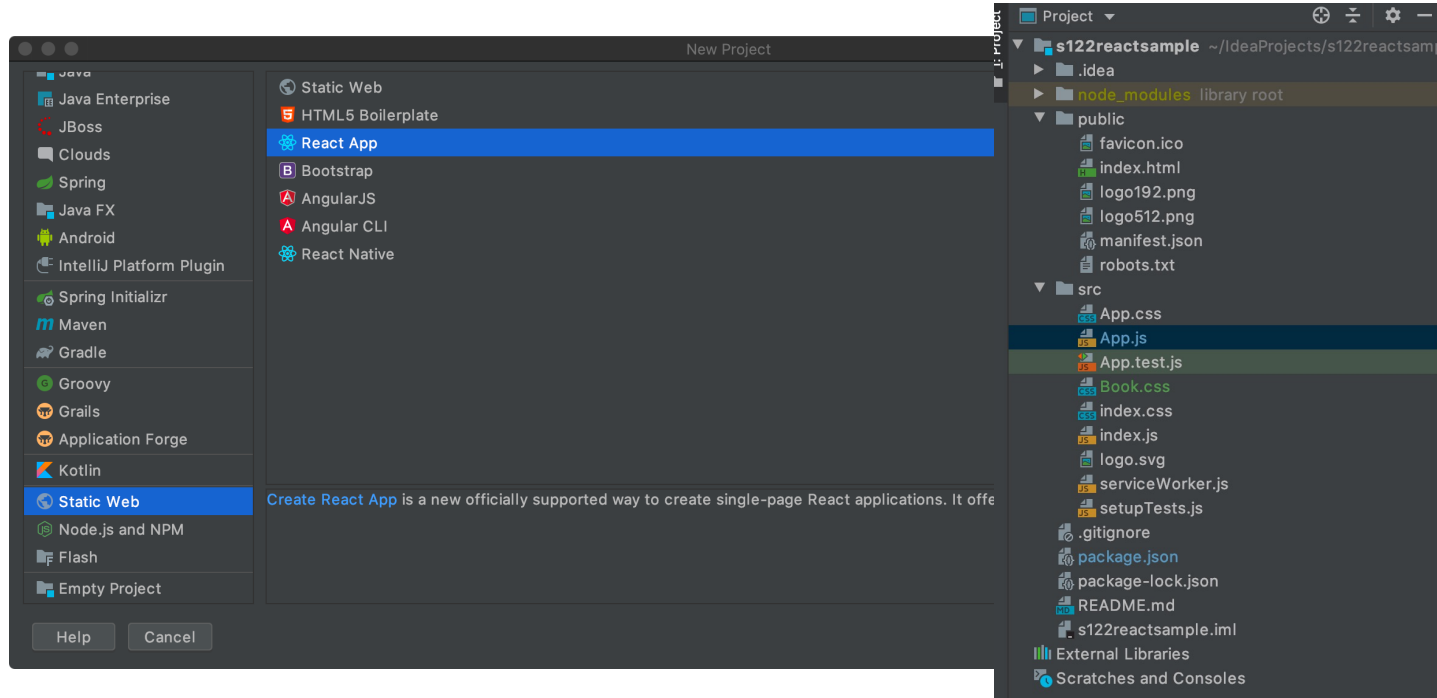 New Project
Java
Java Enterprise
JBoss
Clouds
Spring
Java FX
Android
IntelliJ Platform Plugin
Spring Initializr
Maven
Gradle
Groovy
Grails
Application Forge
Kotlin
Static Web
Node.js and NPM
Flash
Empty Project
Help
Cancel
Static Web
HTML5 Boilerplate
React App
Bootstrap
AngularJS
Angular CLI
React Native
Create React App is a new officially supported way to create single-page React applications. It offe
1: Project
Project
s122reactsample ~/IdeaProjects/s122reactsam
.idea
node_modules library root
public
favicon.ico
index.html
logo192.png
logo512.png
manifest.json
robots.txt
src
App.css
App.js
App.test.js
Book.css
index.css
index.js
logo.svg
serviceWorker.js
setupTests.js
.gitignore
package.json
package-lock.json
README.md
s122reactsample.iml
External Libraries
Scratches and Consoles